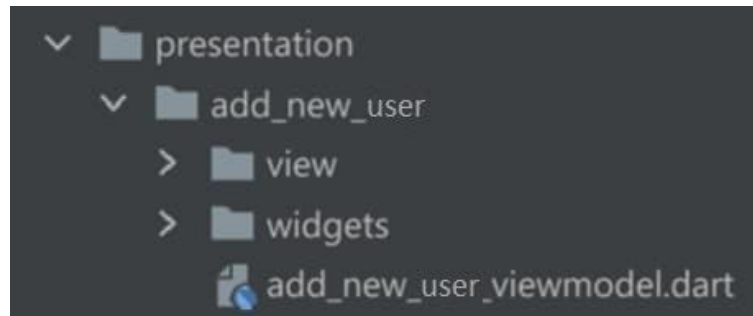 presentation
add_new_user
view
widgets
add_new_user_viewmodel.dart